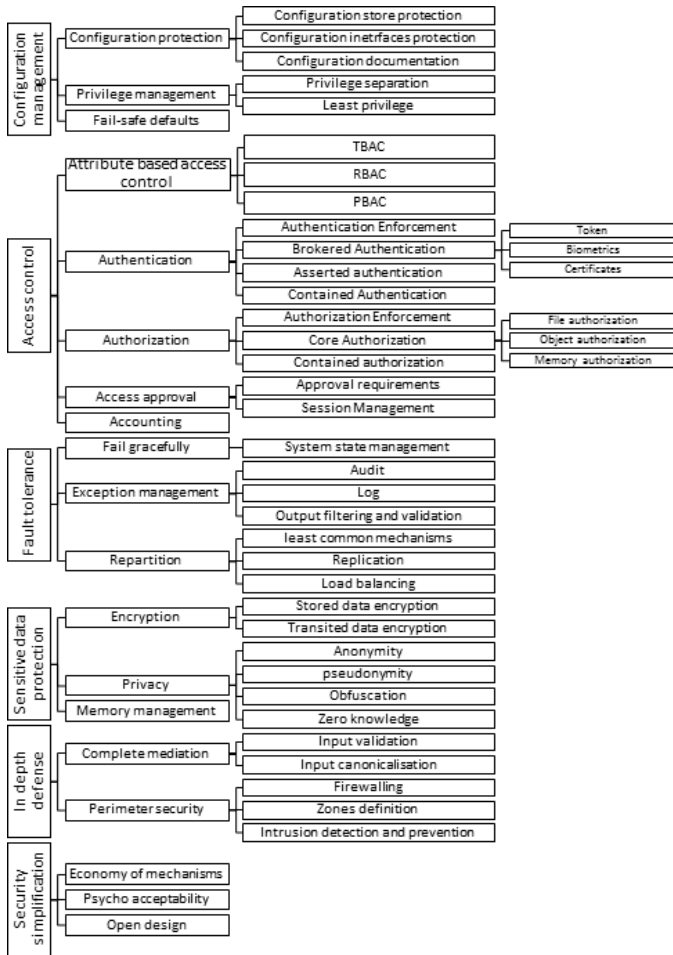 Configuration
management
Configuration protection
Configuration store protection
Configuration inetrfaces protection
Configuration documentation
Privilege management
Privilege separation
Least privilege
Fail-safe defaults
Access control
Attribute based access
control
TBAC
RBAC
PBAC
Authentication
Authentication Enforcement
Brokered Authentication
Token
Biometrics
Certificates
Asserted authentication
Contained Authentication
Authorization
Authorization Enforcement
Core Authorization
File authorization
Object authorization
Memory authorization
Contained authorization
Access approval
Approval requirements
Session Management
Accounting
Fault tolerance
Fail gracefully
System state management
Exception management
Audit
Log
Output filtering and validation
Repartition
least common mechanisms
Replication
Load balancing
Sensitive data
protection
Encryption
Stored data encryption
Transited data encryption
Privacy
Anonymity
pseudonymity
Obfuscation
Zero knowledge
Memory management
In depth
defense
Complete mediation
Input validation
Input canonicalisation
Perimeter security
Firewalling
Zones definition
Intrusion detection and prevention
Security
simplification
Economy of mechanisms
Psycho acceptability
Open design